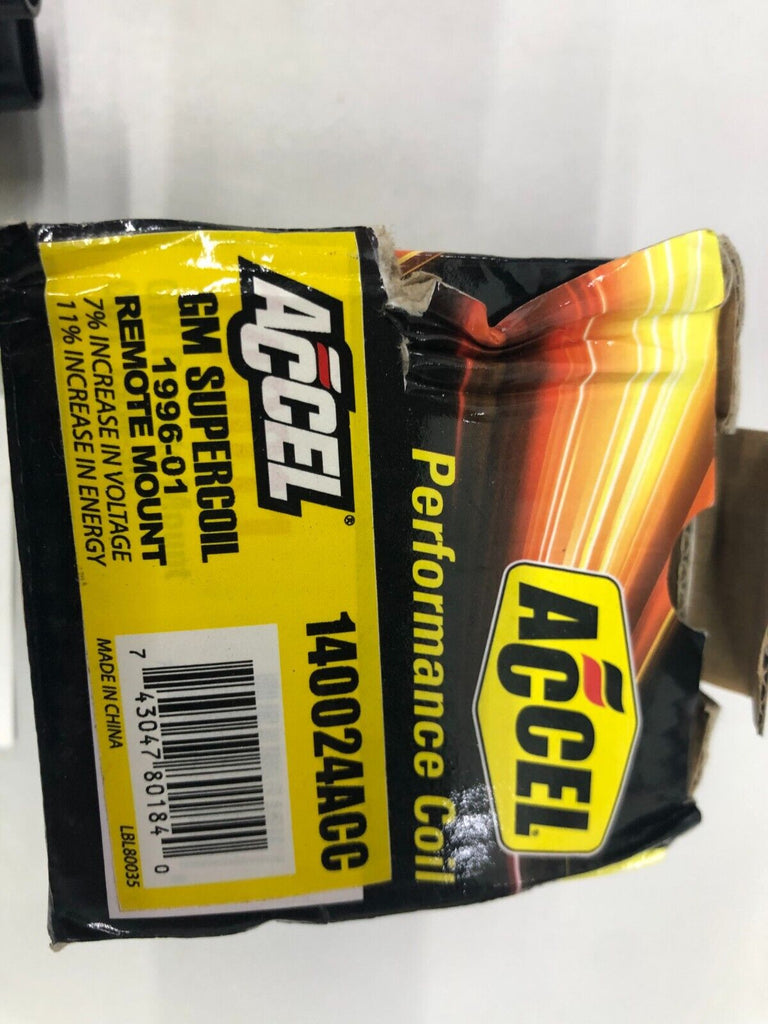 ACCEL
Performance Coil
ACCEL®
140024ACC
GM SUPERCOIL
1996-01
REMOTE MOUNT
7% INCREASE IN VOLTAGE
11% INCREASE IN ENERGY
7 43047 80184 0
MADE IN CHINA
LBL80035